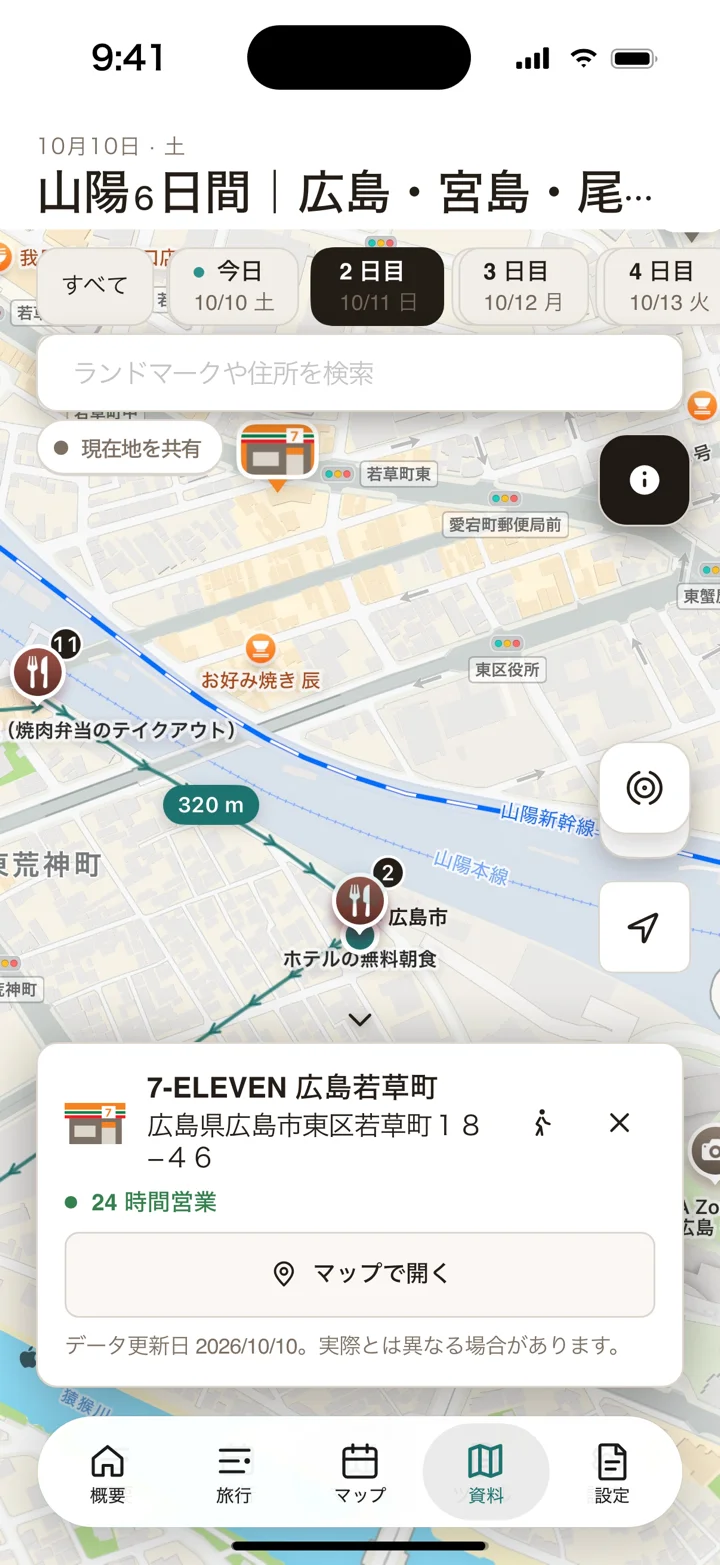 9:41
10月10日 · 土
山陽6日間｜広島・宮島・尾…
すべて
今日
10/10 土
2 日目
10/11 日
3 日目
10/12 月
4 日目
10/13 火
ランドマークや住所を検索
現在地を共有
7
若草町東
号
愛宕町郵便局前
東蟹
11
お好み焼き 辰
東区役所
（焼肉弁当のテイクアウト）
320 m
山陽新幹線
東荒神町
山陽本線
2
広島市
ホテルの無料朝食
荒神町
7-ELEVEN 広島若草町
広島県広島市東区若草町１８
−４６
7
24 時間営業
A Zo
広島
マップで開く
データ更新日 2026/10/10。実際とは異なる場合があります。
猿猴川
概要
旅行
マップ
資料
設定